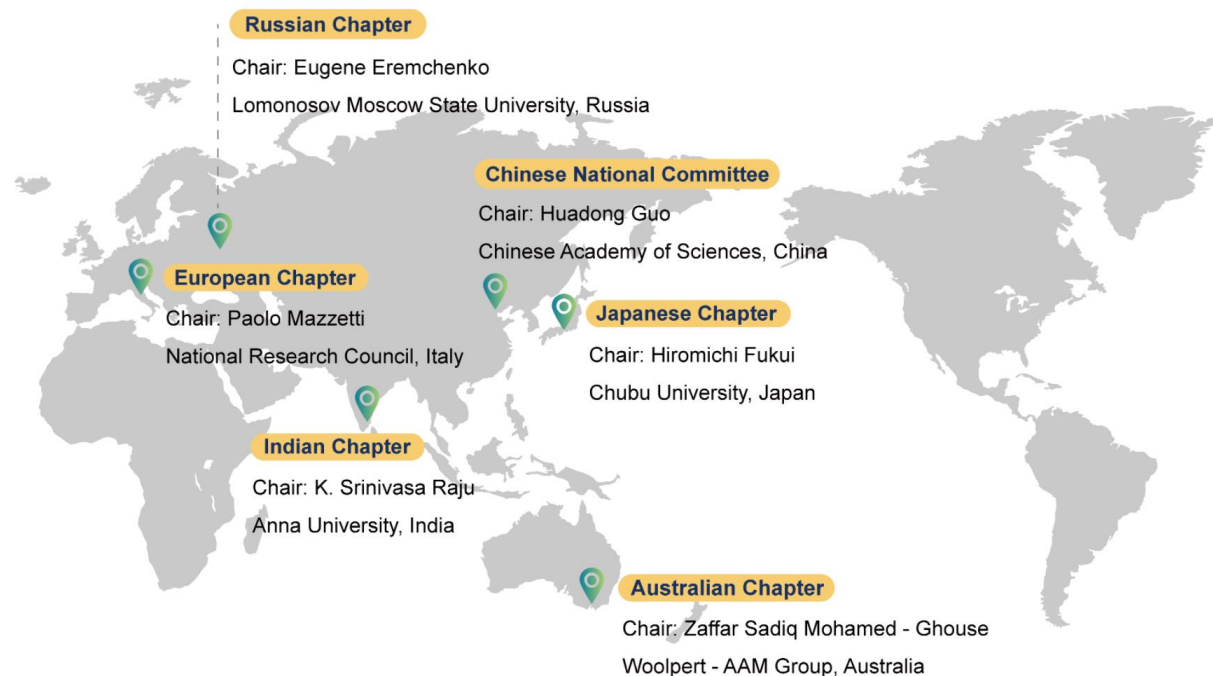 Russian Chapter
Chair: Eugene Eremchenko
Lomonosov Moscow State University, Russia
Chinese National Committee
Chair: Huadong Guo
Chinese Academy of Sciences, China
European Chapter
Chair: Paolo Mazzetti
National Research Council, Italy
Japanese Chapter
Chair: Hiromichi Fukui
Chubu University, Japan
Indian Chapter
Chair: K. Srinivasa Raju
Anna University, India
Australian Chapter
Chair: Zaffar Sadiq Mohamed - Ghouse
Woolpert - AAM Group, Australia